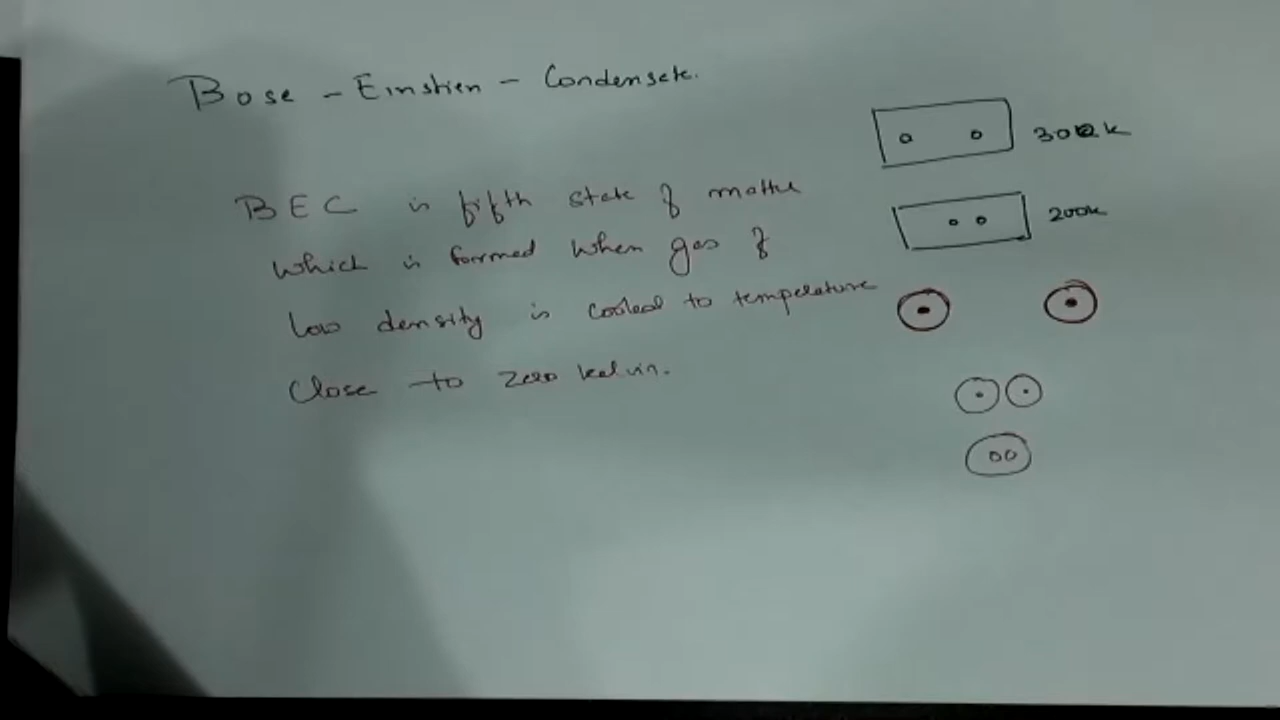 Bose - Einstien - Condensate.
300k
BEC is fifth state of matter
200k
which is formed when gas of
low density is cooled to temperature
close to zero kelvin.